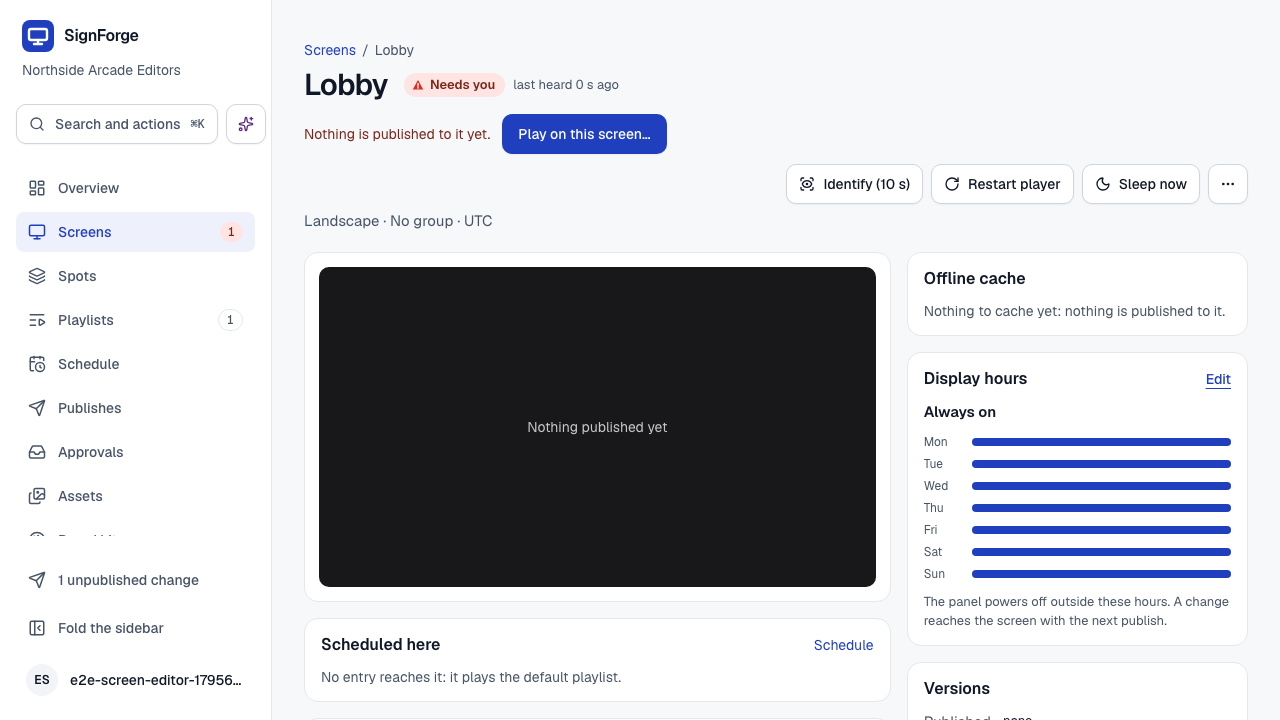 SignForge
Northside Arcade Editors
Search and actions ⌘K
Overview
Screens 1
Spots
Playlists 1
Schedule
Publishes
Approvals
Assets
1 unpublished change
Fold the sidebar
ES e2e-screen-editor-17956…
Screens / Lobby
Lobby Needs you last heard 0 s ago
Nothing is published to it yet. Play on this screen…
Identify (10 s) Restart player Sleep now
Landscape · No group · UTC
Nothing published yet
Scheduled here Schedule
No entry reaches it: it plays the default playlist.
Offline cache
Nothing to cache yet: nothing is published to it.
Display hours Edit
Always on
Mon
Tue
Wed
Thu
Fri
Sat
Sun
The panel powers off outside these hours. A change
reaches the screen with the next publish.
Versions
Published none